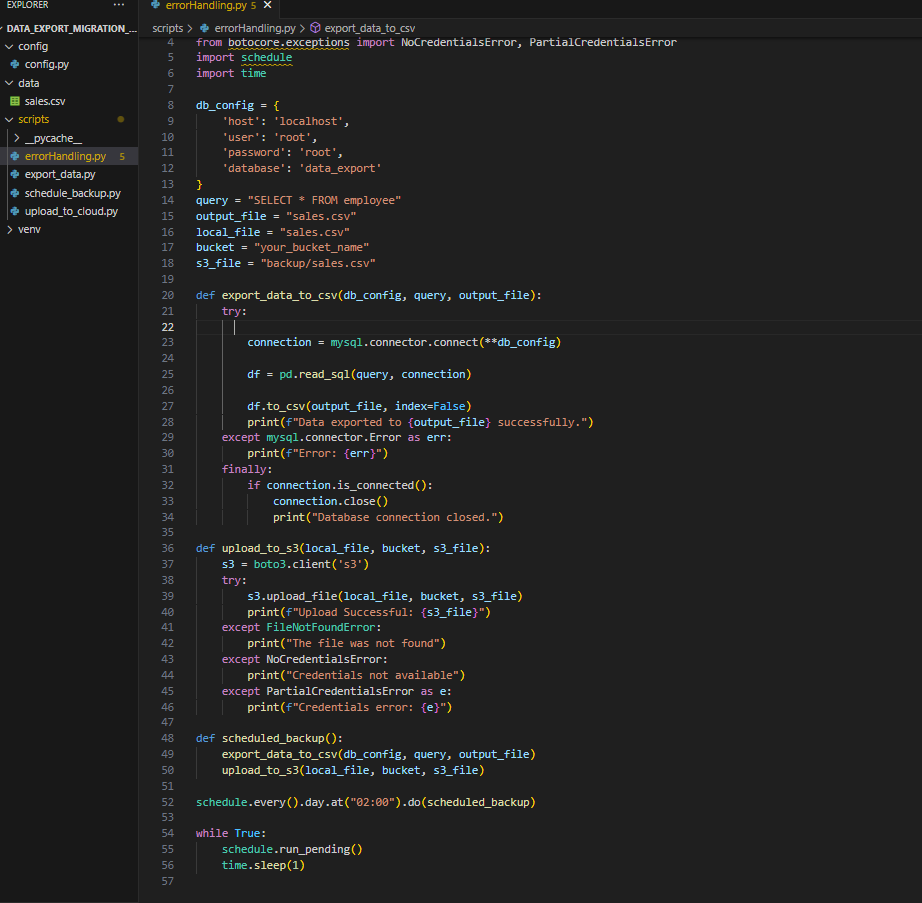 EXPLORER
DATA_EXPORT_MIGRATION_...
config
config.py
data
sales.csv
scripts
__pycache__
errorHandling.py 5
export_data.py
schedule_backup.py
upload_to_cloud.py
venv
errorHandling.py 5 ×
scripts > errorHandling.py > export_data_to_csv
4 from botocore.exceptions import NoCredentialsError, PartialCredentialsError
5 import schedule
6 import time
7
8 db_config = {
9     'host': 'localhost',
10     'user': 'root',
11     'password': 'root',
12     'database': 'data_export'
13 }
14 query = "SELECT * FROM employee"
15 output_file = "sales.csv"
16 local_file = "sales.csv"
17 bucket = "your_bucket_name"
18 s3_file = "backup/sales.csv"
19
20 def export_data_to_csv(db_config, query, output_file):
21     try:
22
23         connection = mysql.connector.connect(**db_config)
24
25         df = pd.read_sql(query, connection)
26
27         df.to_csv(output_file, index=False)
28         print(f"Data exported to {output_file} successfully.")
29     except mysql.connector.Error as err:
30         print(f"Error: {err}")
31     finally:
32         if connection.is_connected():
33             connection.close()
34             print("Database connection closed.")
35
36 def upload_to_s3(local_file, bucket, s3_file):
37     s3 = boto3.client('s3')
38     try:
39         s3.upload_file(local_file, bucket, s3_file)
40         print(f"Upload Successful: {s3_file}")
41     except FileNotFoundError:
42         print("The file was not found")
43     except NoCredentialsError:
44         print("Credentials not available")
45     except PartialCredentialsError as e:
46         print(f"Credentials error: {e}")
47
48 def scheduled_backup():
49     export_data_to_csv(db_config, query, output_file)
50     upload_to_s3(local_file, bucket, s3_file)
51
52 schedule.every().day.at("02:00").do(scheduled_backup)
53
54 while True:
55     schedule.run_pending()
56     time.sleep(1)
57